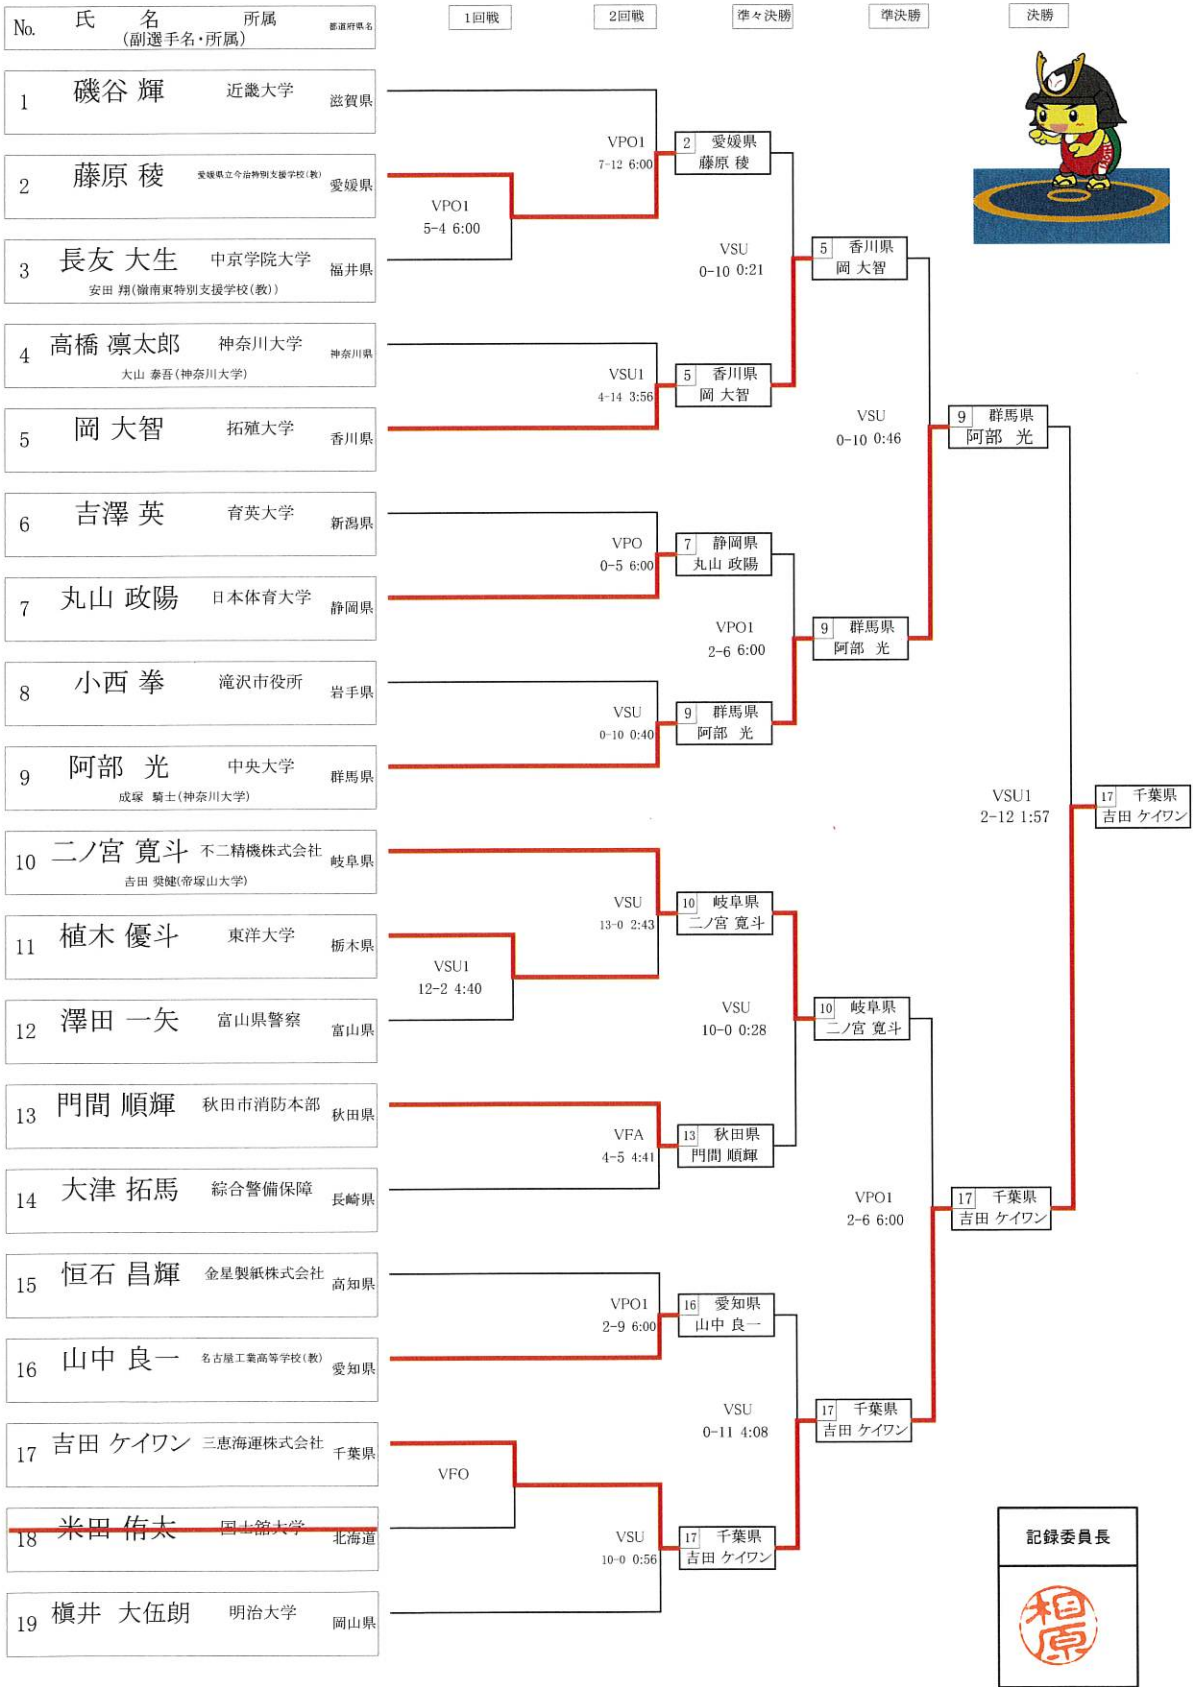 No. 氏 名 所属 都道府県名
(副選手名・所属)
1回戦 2回戦 準々決勝 準決勝 決勝
1 磯谷 輝 近畿大学 滋賀県
2 藤原 稜 愛媛県立今治特別支援学校(教) 愛媛県
3 長友 大生 中京学院大学 福井県
安田 翔(嶺南東特別支援学校(教))
4 高橋 凛太郎 神奈川大学 神奈川県
大山 泰吾(神奈川大学)
5 岡 大智 拓殖大学 香川県
6 吉澤 英 育英大学 新潟県
7 丸山 政陽 日本体育大学 静岡県
8 小西 拳 滝沢市役所 岩手県
9 阿部 光 中央大学 群馬県
成塚 騎士(神奈川大学)
10 二ノ宮 寛斗 不二精機株式会社 岐阜県
吉田 奨健(帝塚山大学)
11 植木 優斗 東洋大学 栃木県
12 澤田 一矢 富山県警察 富山県
13 門間 順輝 秋田市消防本部 秋田県
14 大津 拓馬 綜合警備保障 長崎県
15 恒石 昌輝 金星製紙株式会社 高知県
16 山中 良一 名古屋工業高等学校(教) 愛知県
17 吉田 ケイワン 三恵海運株式会社 千葉県
18 米田 侑太 国士舘大学 北海道
19 槇井 大伍朗 明治大学 岡山県
VPO1
5-4 6:00
VSU1
12-2 4:40
VFO
VPO1
7-12 6:00
VSU1
4-14 3:56
VPO
0-5 6:00
VSU
0-10 0:40
VSU
13-0 2:43
VFA
4-5 4:41
VPO1
2-9 6:00
VSU
10-0 0:56
2 愛媛県
藤原 稜
5 香川県
岡 大智
7 静岡県
丸山 政陽
9 群馬県
阿部 光
10 岐阜県
二ノ宮 寛斗
13 秋田県
門間 順輝
16 愛知県
山中 良一
17 千葉県
吉田 ケイワン
VSU
0-10 0:21
VPO1
2-6 6:00
VSU
10-0 0:28
VSU
0-11 4:08
5 香川県
岡 大智
9 群馬県
阿部 光
10 岐阜県
二ノ宮 寛斗
17 千葉県
吉田 ケイワン
VSU
0-10 0:46
VPO1
2-6 6:00
9 群馬県
阿部 光
17 千葉県
吉田 ケイワン
VSU1
2-12 1:57
17 千葉県
吉田 ケイワン
記録委員長
相原